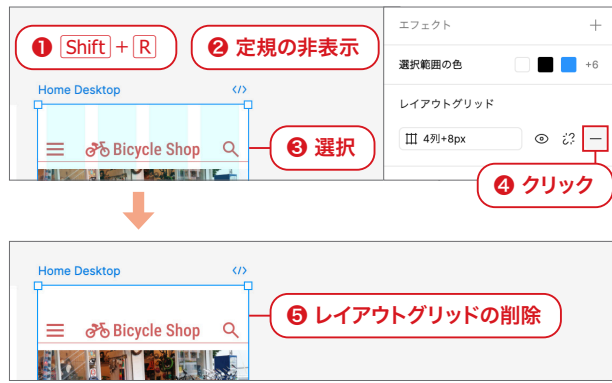 ❶ Shift + R
❷ 定規の非表示
エフェクト
選択範囲の色
+6
Home Desktop
レイアウトグリッド
4列+8px
Bicycle Shop
❸ 選択
❹ クリック
Home Desktop
Bicycle Shop
❺ レイアウトグリッドの削除